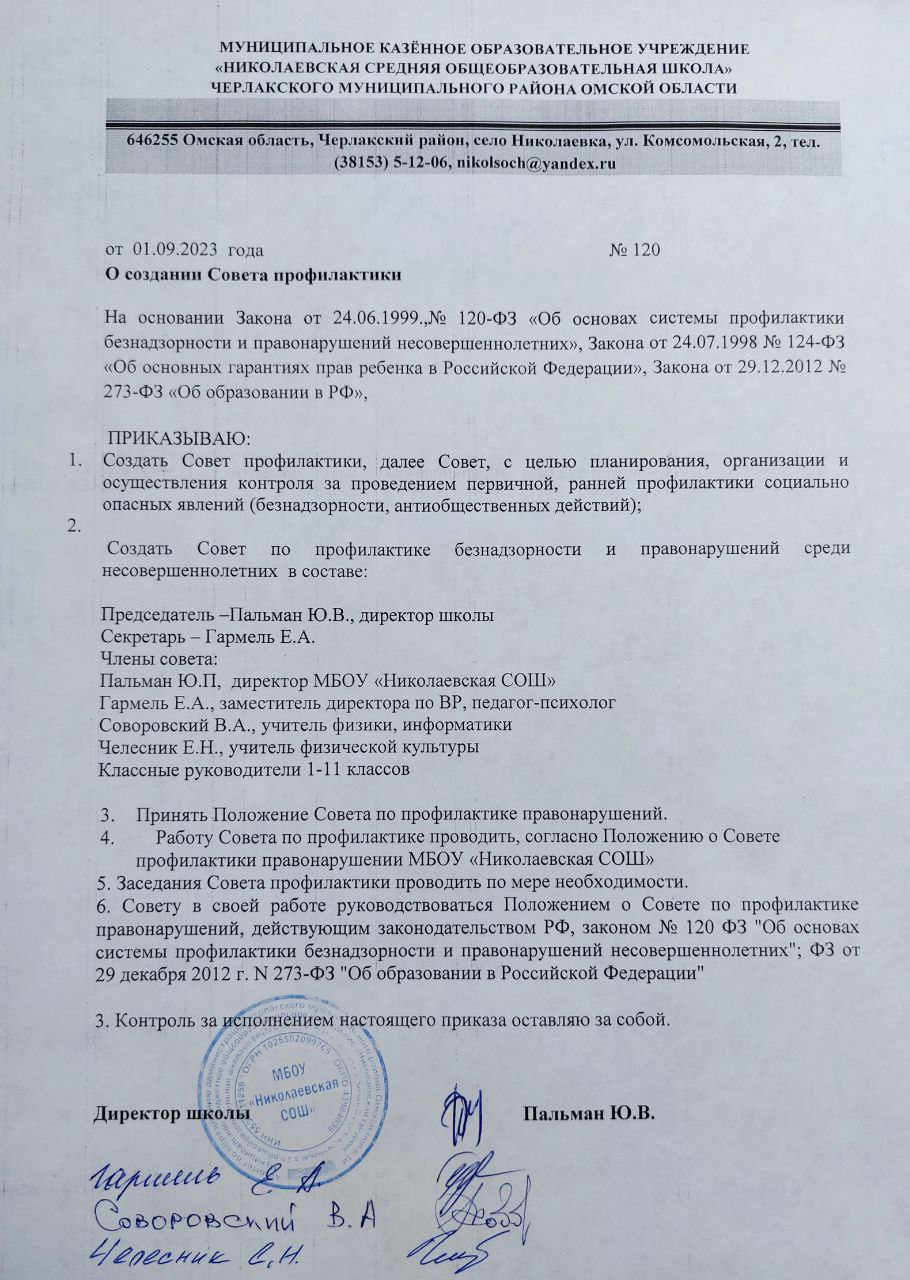 МУНИЦИПАЛЬНОЕ КАЗЁННОЕ ОБРАЗОВАТЕЛЬНОЕ УЧРЕЖДЕНИЕ
«НИКОЛАЕВСКАЯ СРЕДНЯЯ ОБЩЕОБРАЗОВАТЕЛЬНАЯ ШКОЛА»
ЧЕРЛАКСКОГО МУНИЦИПАЛЬНОГО РАЙОНА ОМСКОЙ ОБЛАСТИ
646255 Омская область, Черлакский район, село Николаевка, ул. Комсомольская, 2, тел.
(38153) 5-12-06, nikolsoch@yandex.ru
от 01.09.2023 года № 120
О создании Совета профилактики
На основании Закона от 24.06.1999.,№ 120-ФЗ «Об основах системы профилактики
безнадзорности и правонарушений несовершеннолетних», Закона от 24.07.1998 № 124-ФЗ
«Об основных гарантиях прав ребенка в Российской Федерации», Закона от 29.12.2012 №
273-ФЗ «Об образовании в РФ»,
ПРИКАЗЫВАЮ:
1. Создать Совет профилактики, далее Совет, с целью планирования, организации и
осуществления контроля за проведением первичной, ранней профилактики социально
опасных явлений (безнадзорности, антиобщественных действий);
2.
Создать Совет по профилактике безнадзорности и правонарушений среди
несовершеннолетних в составе:
Председатель –Пальман Ю.В., директор школы
Секретарь – Гармель Е.А.
Члены совета:
Пальман Ю.П, директор МБОУ «Николаевская СОШ»
Гармель Е.А., заместитель директора по ВР, педагог-психолог
Соворовский В.А., учитель физики, информатики
Челесник Е.Н., учитель физической культуры
Классные руководители 1-11 классов
3. Принять Положение Совета по профилактике правонарушений.
4. Работу Совета по профилактике проводить, согласно Положению о Совете
профилактики правонарушении МБОУ «Николаевская СОШ»
5. Заседания Совета профилактики проводить по мере необходимости.
6. Совету в своей работе руководствоваться Положением о Совете по профилактике
правонарушений, действующим законодательством РФ, законом № 120 ФЗ "Об основах
системы профилактики безнадзорности и правонарушений несовершеннолетних"; ФЗ от
29 декабря 2012 г. N 273-ФЗ "Об образовании в Российской Федерации"
3. Контроль за исполнением настоящего приказа оставляю за собой.
МБОУ
«Николаевская
СОШ»
Директор школы Пальман Ю.В.
Гармель Е А.
Соворовский В.А
Челесник Е.Н.